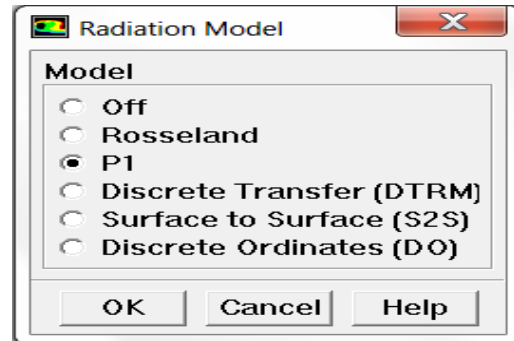 Radiation Model
Model
Off
Rosseland
P1
Discrete Transfer (DTRM)
Surface to Surface (S2S)
Discrete Ordinates (DO)
OK Cancel Help